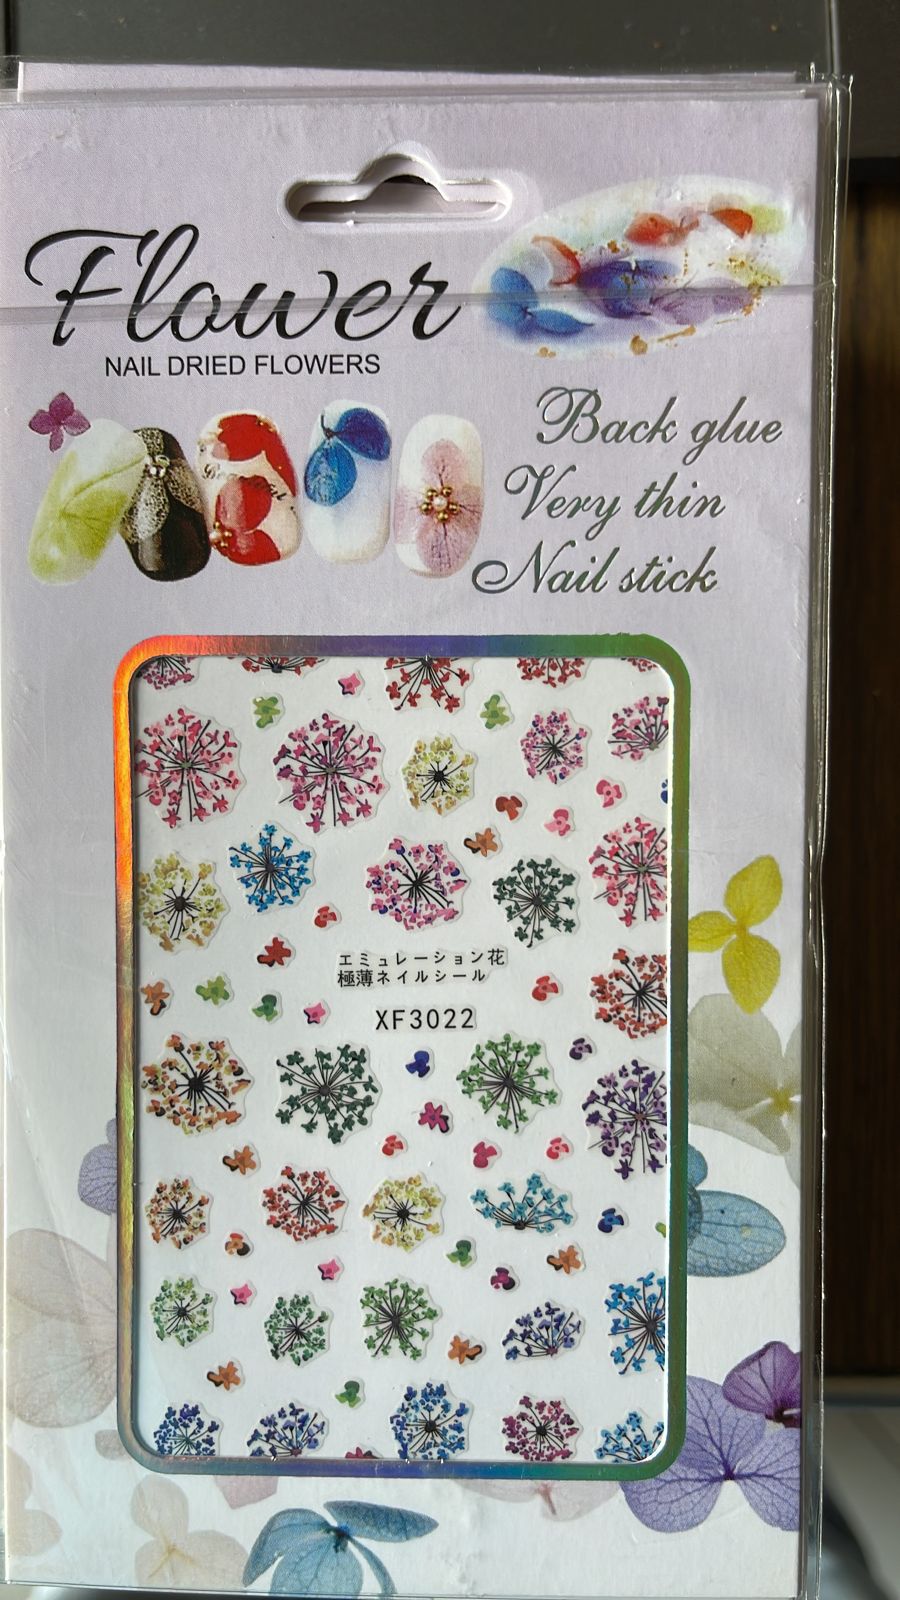 Flower
NAIL DRIED FLOWERS
Back glue
Very thin
Nail stick
エミュレーション花
極薄ネイルシール
XF3022